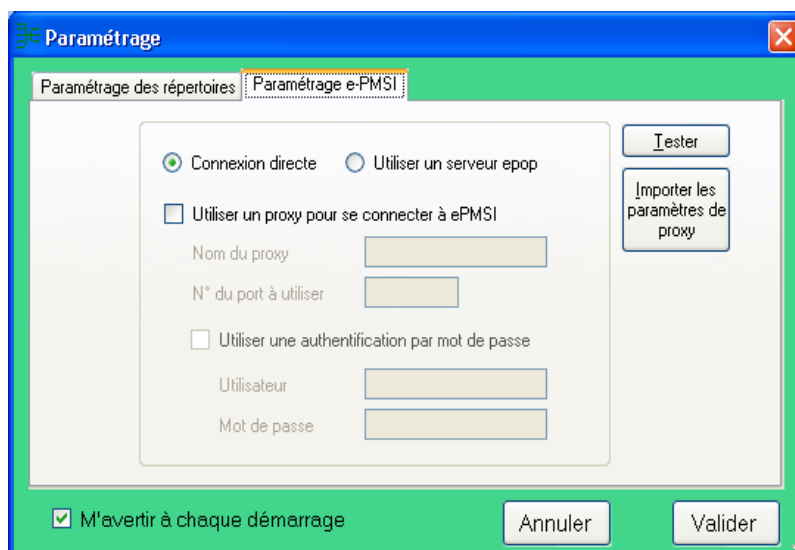 Paramétrage
Paramétrage des répertoires Paramétrage e-PMSI
Connexion directe Utiliser un serveur epop
Tester
Utiliser un proxy pour se connecter à ePMSI
Importer les
paramètres de
proxy
Nom du proxy
N° du port à utiliser
Utiliser une authentification par mot de passe
Utilisateur
Mot de passe
M'avertir à chaque démarrage
Annuler
Valider